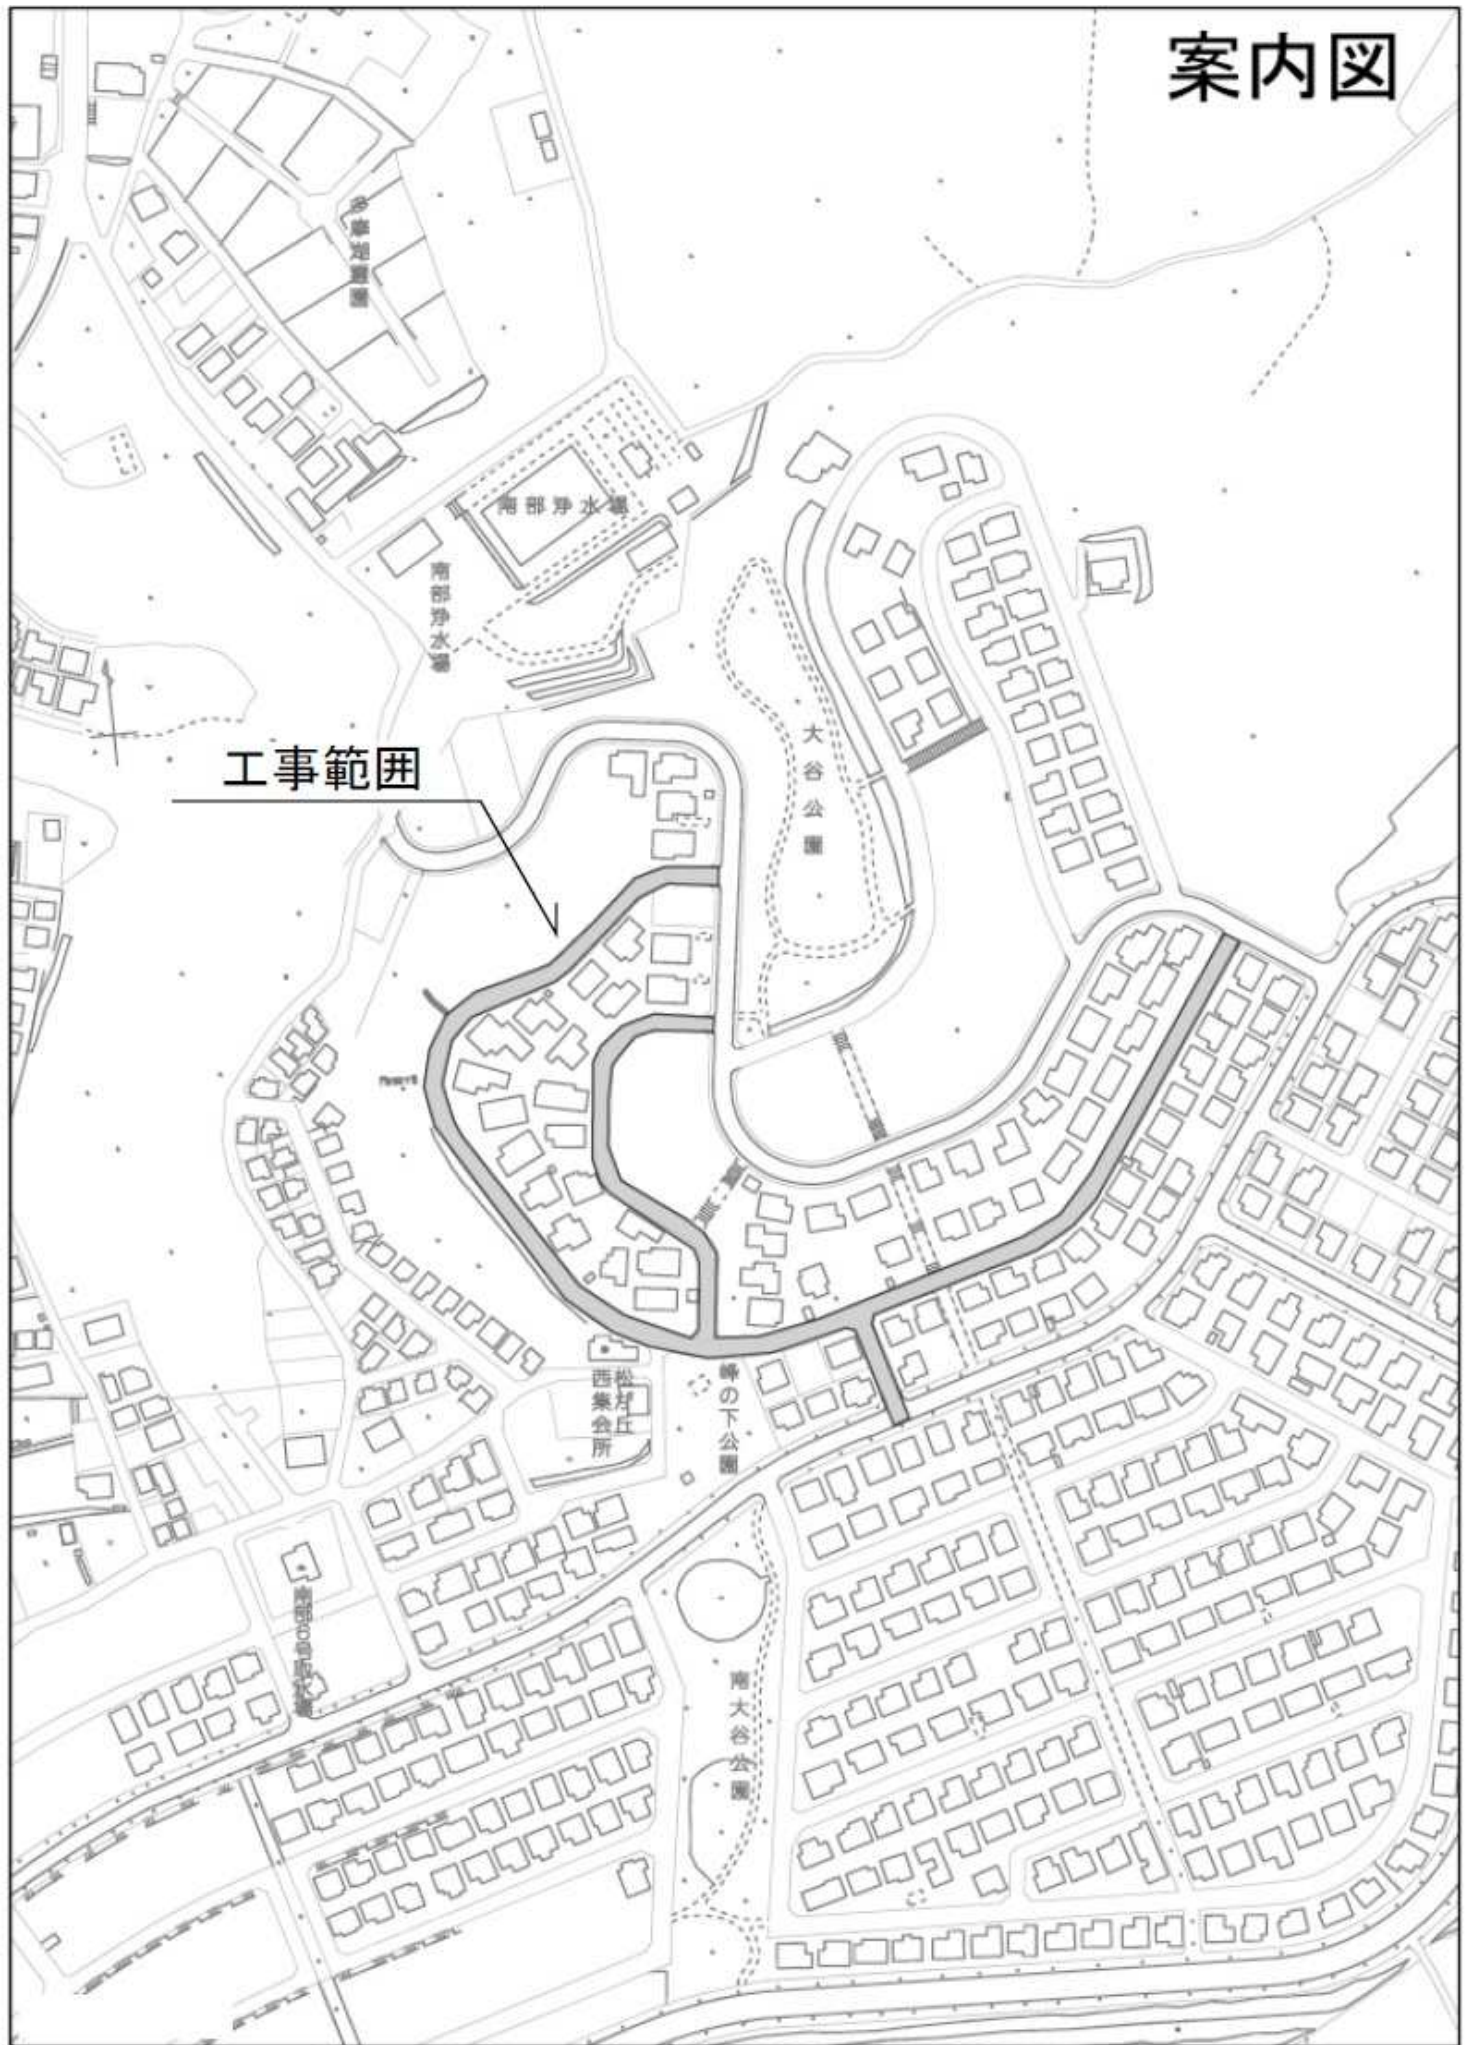 案内図
南部浄水場
南部浄水場
大谷公園
工事範囲
松が丘
西集会所
峰の下公園
南大谷公園